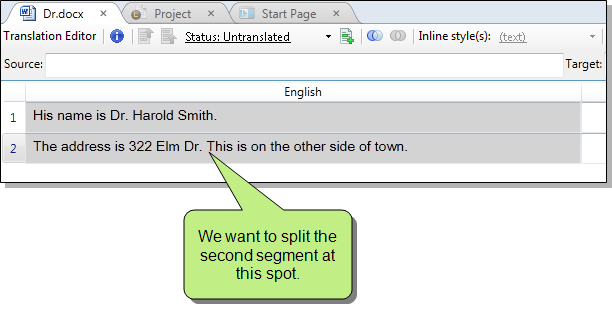 Dr.docx Project Start Page
Translation Editor Status: Untranslated Inline style(s): (text)
Source: Target:
English
1 His name is Dr. Harold Smith.
2 The address is 322 Elm Dr. This is on the other side of town.
We want to split the
second segment at
this spot.